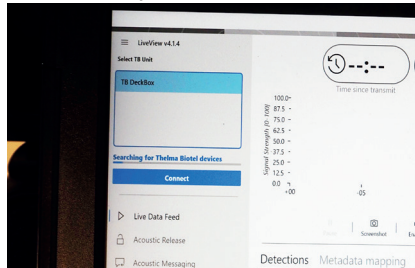 LiveView v4.1.4
Select TB Unit
TB DeckBox
Searching for Thelma Biotel devices
Connect
Live Data Feed
Acoustic Release
Acoustic Messaging
--:--
Time since transmit
Signal Strength [0- 100]
100.0
87.5
75.0
62.5
50.0
37.5
25.0
12.5
0.0
:00
:05
Screenshot
Detections Metadata mapping